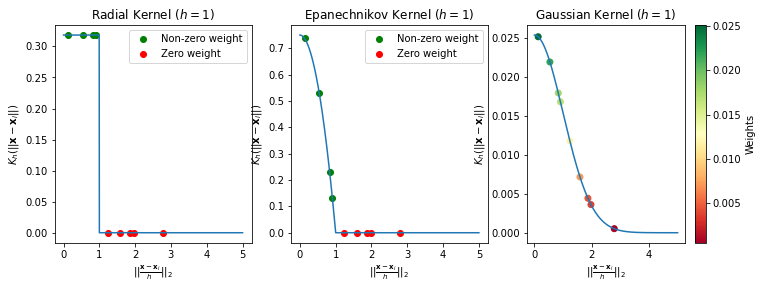 Radial Kernel (h = 1)
0.30
0.25
0.20
0.15
0.10
0.05
0.00
0 1 2 3 4 5
K_h(||x − x_i||)
||(x−x_i)/h||_2
Non-zero weight
Zero weight
Epanechnikov Kernel (h = 1)
0.7
0.6
0.5
0.4
0.3
0.2
0.1
0.0
0 1 2 3 4 5
K_h(||x − x_i||)
||(x−x_i)/h||_2
Non-zero weight
Zero weight
Gaussian Kernel (h = 1)
0.025
0.020
0.015
0.010
0.005
0.000
0 2 4
K_h(||x − x_i||)
||(x−x_i)/h||_2
0.025
0.020
0.015
0.010
0.005
Weights